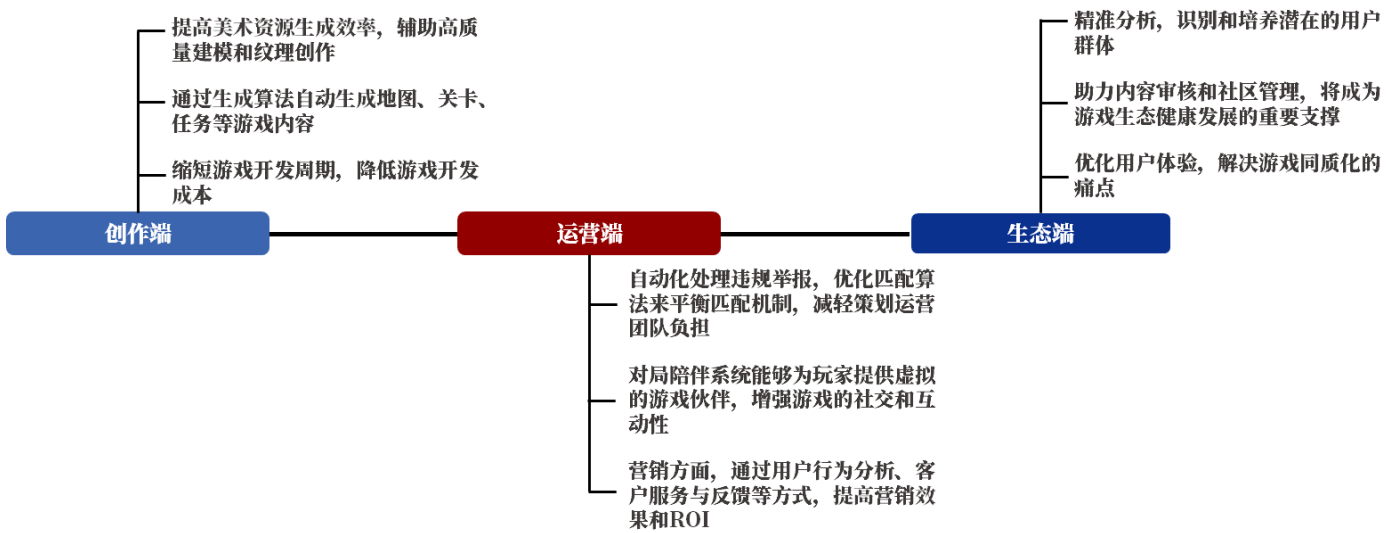 提高美术资源生成效率，辅助高质
量建模和纹理创作
通过生成算法自动生成地图、关卡、
任务等游戏内容
缩短游戏开发周期，降低游戏开发
成本
创作端
运营端
自动化处理违规举报，优化匹配算
法来平衡匹配机制，减轻策划运营
团队负担
对局陪伴系统能够为玩家提供虚拟
的游戏伙伴，增强游戏的社交和互
动性
营销方面，通过用户行为分析、客
户服务与反馈等方式，提高营销效
果和ROI
精准分析，识别和培养潜在的用户
群体
助力内容审核和社区管理，将成为
游戏生态健康发展的重要支撑
优化用户体验，解决游戏同质化的
痛点
生态端